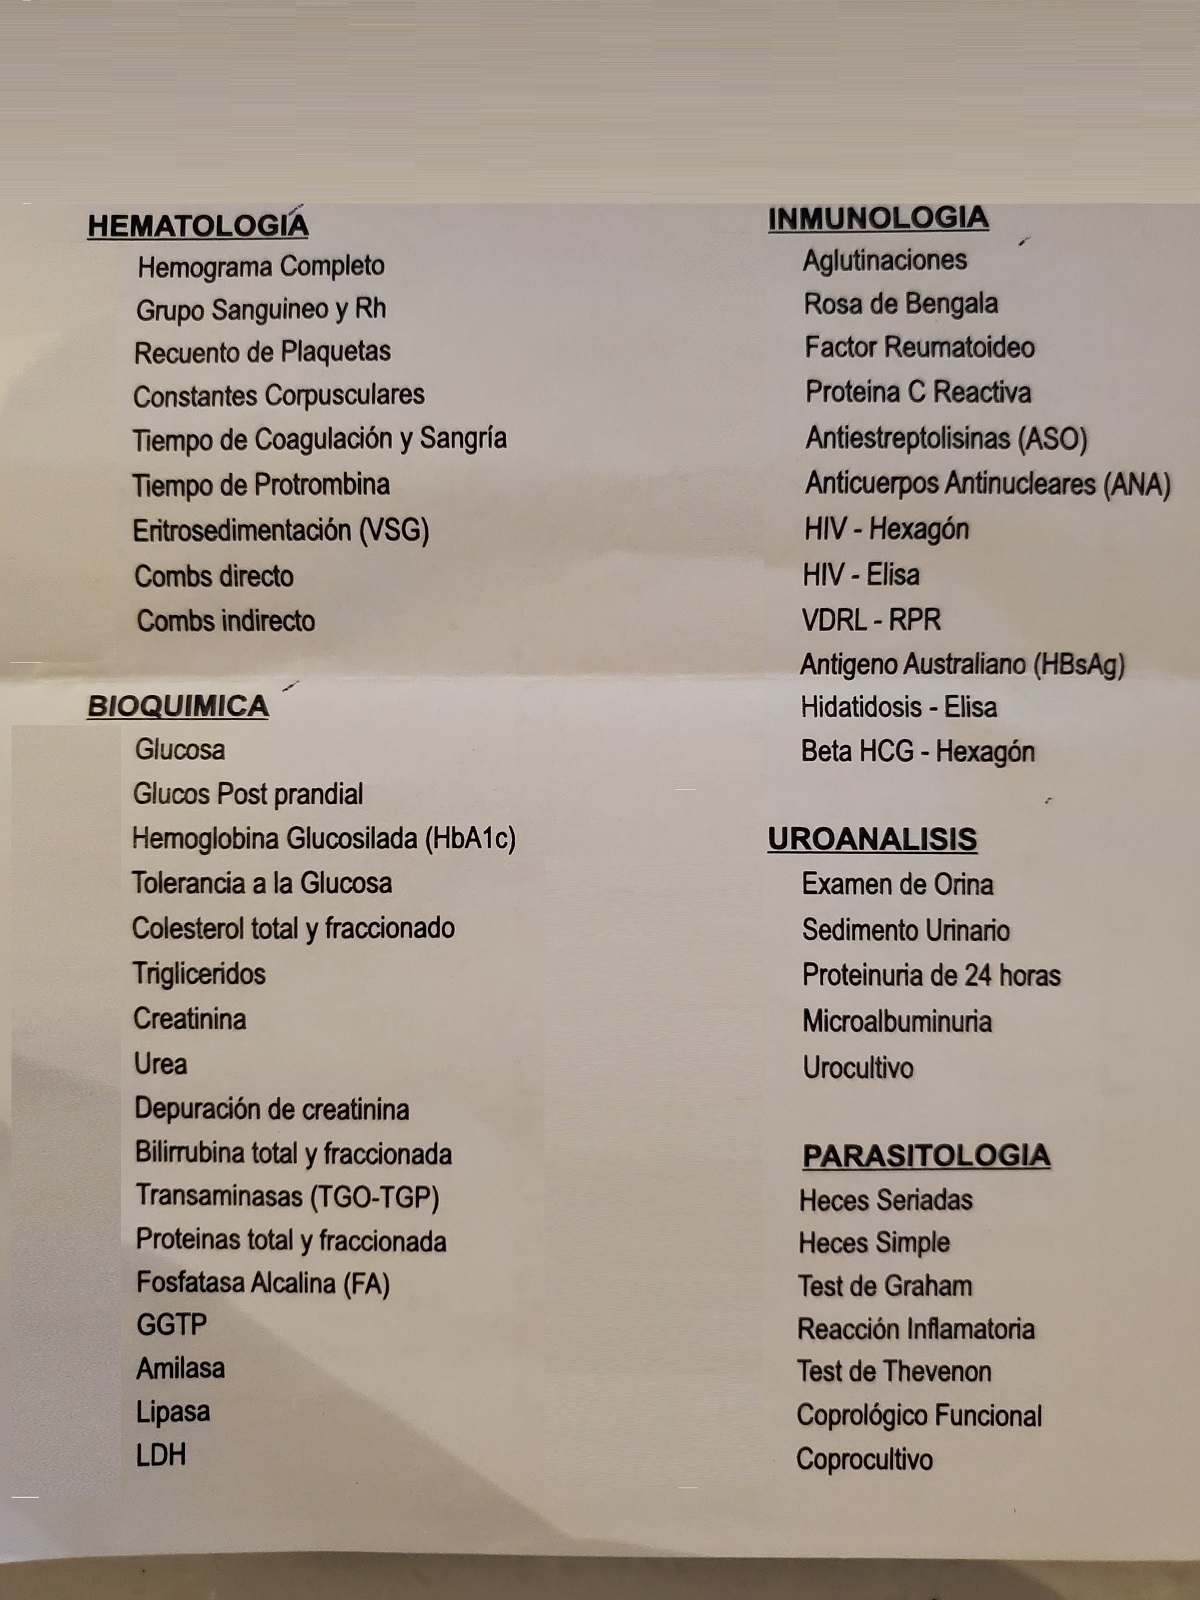 HEMATOLOGIA
Hemograma Completo
Grupo Sanguineo y Rh
Recuento de Plaquetas
Constantes Corpusculares
Tiempo de Coagulación y Sangría
Tiempo de Protrombina
Eritrosedimentación (VSG)
Combs directo
Combs indirecto
BIOQUIMICA
Glucosa
Glucos Post prandial
Hemoglobina Glucosilada (HbA1c)
Tolerancia a la Glucosa
Colesterol total y fraccionado
Trigliceridos
Creatinina
Urea
Depuración de creatinina
Bilirrubina total y fraccionada
Transaminasas (TGO-TGP)
Proteinas total y fraccionada
Fosfatasa Alcalina (FA)
GGTP
Amilasa
Lipasa
LDH
INMUNOLOGIA
Aglutinaciones
Rosa de Bengala
Factor Reumatoideo
Proteina C Reactiva
Antiestreptolisinas (ASO)
Anticuerpos Antinucleares (ANA)
HIV - Hexagón
HIV - Elisa
VDRL - RPR
Antigeno Australiano (HBsAg)
Hidatidosis - Elisa
Beta HCG - Hexagón
UROANALISIS
Examen de Orina
Sedimento Urinario
Proteinuria de 24 horas
Microalbuminuria
Urocultivo
PARASITOLOGIA
Heces Seriadas
Heces Simple
Test de Graham
Reacción Inflamatoria
Test de Thevenon
Coprológico Funcional
Coprocultivo